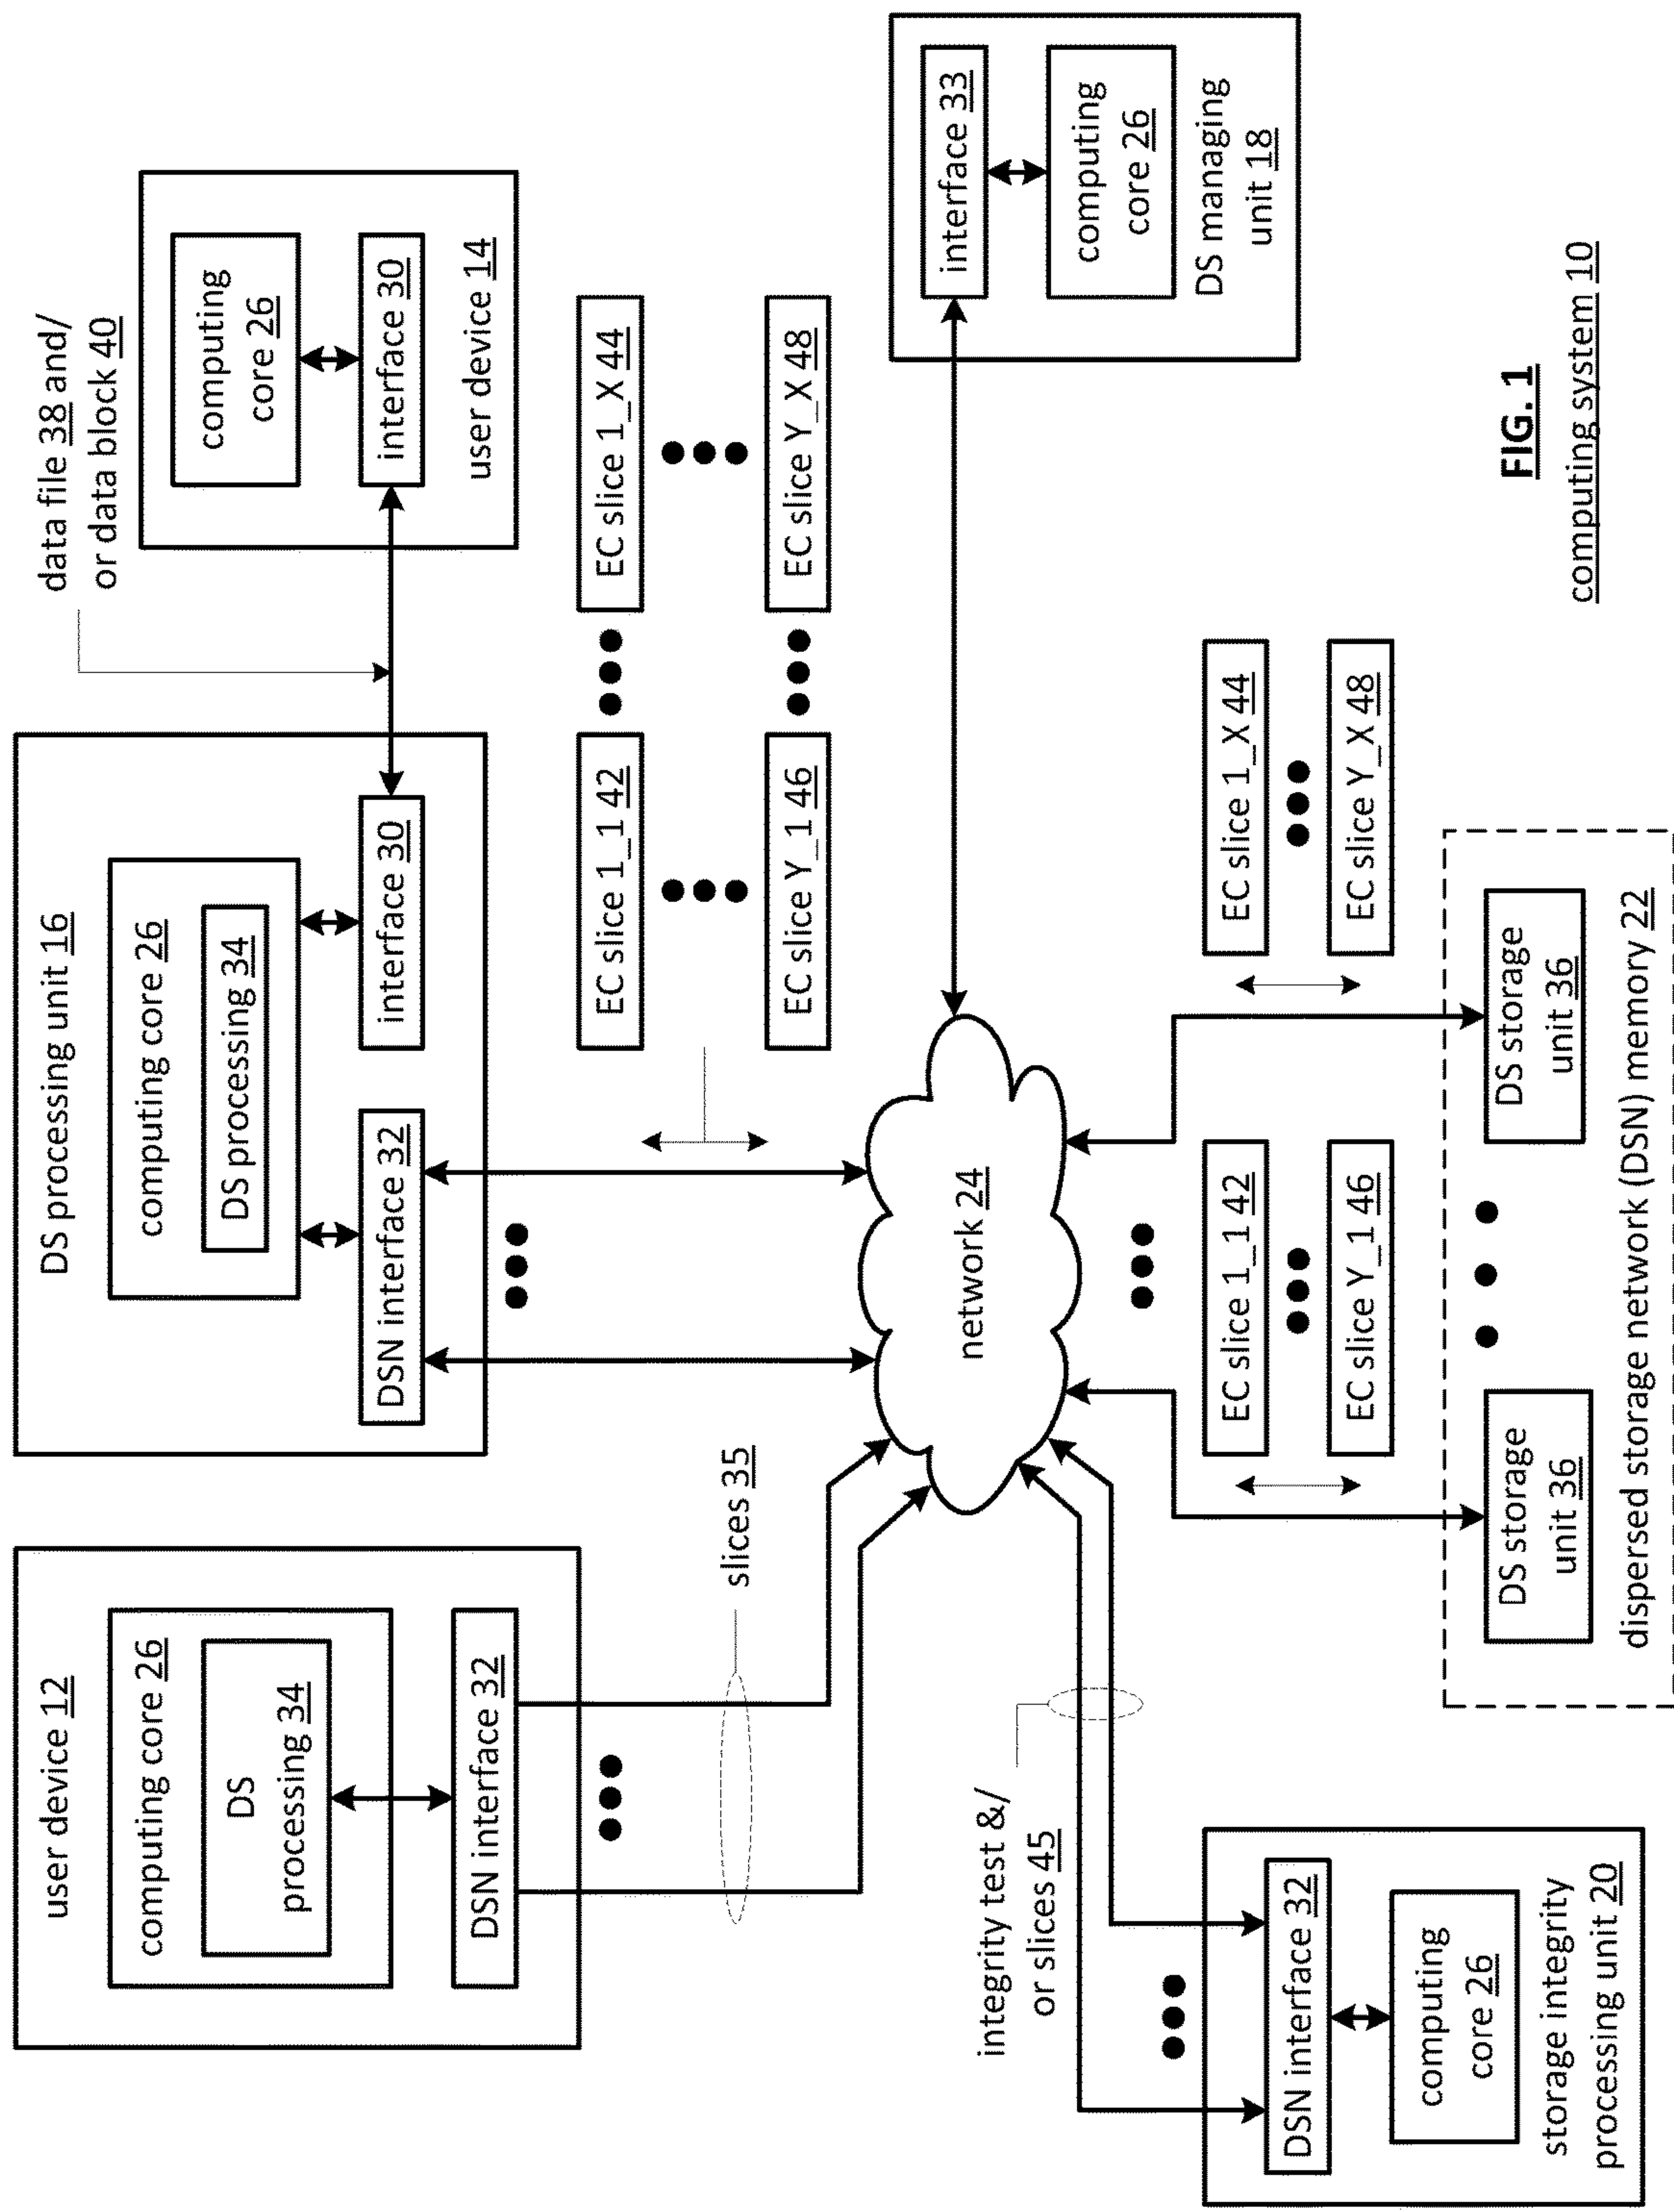 user device 12
computing core 26
DS
processing 34
DSN interface 32
slices 35
DS processing unit 16
computing core 26
DS processing 34
DSN interface 32
interface 30
data file 38 and/
or data block 40
computing
core 26
interface 30
user device 14
EC slice 1_1 42
EC slice 1_X 44
EC slice Y_1 46
EC slice Y_X 48
network 24
interface 33
computing
core 26
DS managing
unit 18
integrity test &/
or slices 45
DSN interface 32
computing
core 26
storage integrity
processing unit 20
EC slice 1_1 42
EC slice Y_1 46
EC slice 1_X 44
EC slice Y_X 48
DS storage
unit 36
DS storage
unit 36
dispersed storage network (DSN) memory 22
FIG. 1
computing system 10